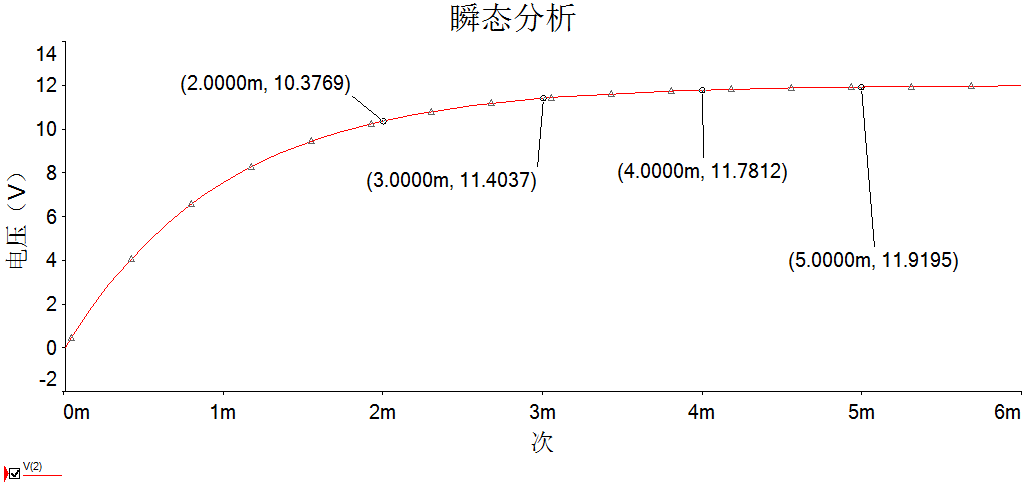 瞬态分析
14
12
10
8
6
4
2
0
-2
电压（V）
(2.0000m, 10.3769)
(3.0000m, 11.4037)
(4.0000m, 11.7812)
(5.0000m, 11.9195)
0m 1m 2m 3m 4m 5m 6m
次
V(2)